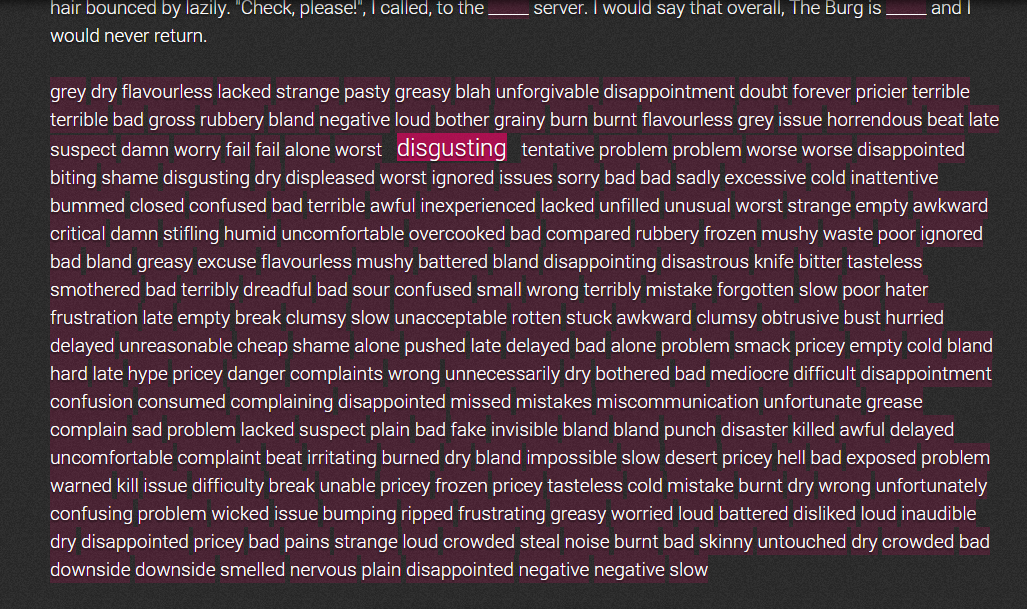 hair bounced by lazily. "Check, please!", I called, to the _____ server. I would say that overall, The Burg is _____ and I
would never return.
grey dry flavourless lacked strange pasty greasy blah unforgivable disappointment doubt forever pricier terrible
terrible bad gross rubbery bland negative loud bother grainy burn burnt flavourless grey issue horrendous beat late
suspect damn worry fail fail alone worst disgusting tentative problem problem worse worse disappointed
biting shame disgusting dry displeased worst ignored issues sorry bad bad sadly excessive cold inattentive
bummed closed confused bad terrible awful inexperienced lacked unfilled unusual worst strange empty awkward
critical damn stifling humid uncomfortable overcooked bad compared rubbery frozen mushy waste poor ignored
bad bland greasy excuse flavourless mushy battered bland disappointing disastrous knife bitter tasteless
smothered bad terribly dreadful bad sour confused small wrong terribly mistake forgotten slow poor hater
frustration late empty break clumsy slow unacceptable rotten stuck awkward clumsy obtrusive bust hurried
delayed unreasonable cheap shame alone pushed late delayed bad alone problem smack pricey empty cold bland
hard late hype pricey danger complaints wrong unnecessarily dry bothered bad mediocre difficult disappointment
confusion consumed complaining disappointed missed mistakes miscommunication unfortunate grease
complain sad problem lacked suspect plain bad fake invisible bland bland punch disaster killed awful delayed
uncomfortable complaint beat irritating burned dry bland impossible slow desert pricey hell bad exposed problem
warned kill issue difficulty break unable pricey frozen pricey tasteless cold mistake burnt dry wrong unfortunately
confusing problem wicked issue bumping ripped frustrating greasy worried loud battered disliked loud inaudible
dry disappointed pricey bad pains strange loud crowded steal noise burnt bad skinny untouched dry crowded bad
downside downside smelled nervous plain disappointed negative negative slow